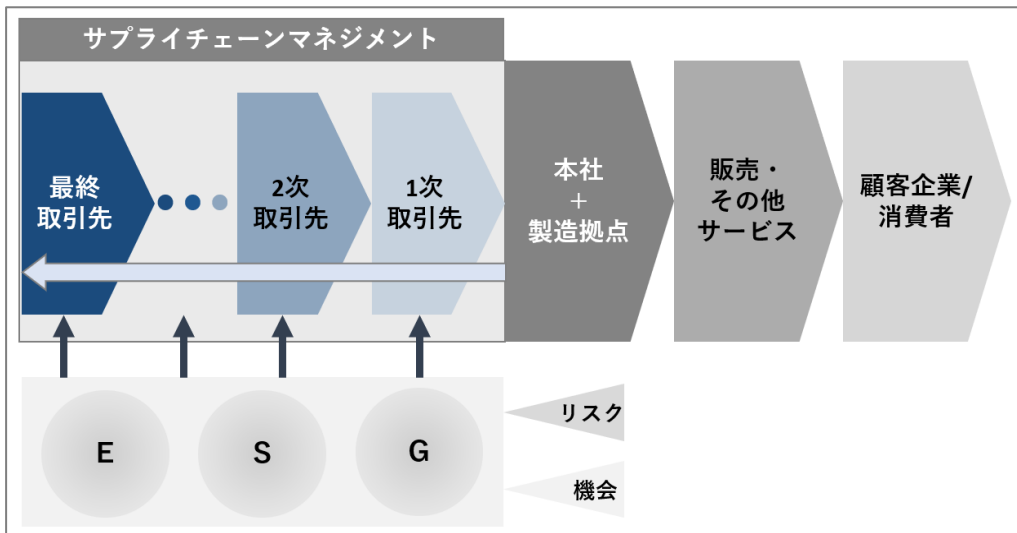 サプライチェーンマネジメント
最終
取引先
2次
取引先
1次
取引先
本社
＋
製造拠点
販売・
その他
サービス
顧客企業/
消費者
E
S
G
リスク
機会